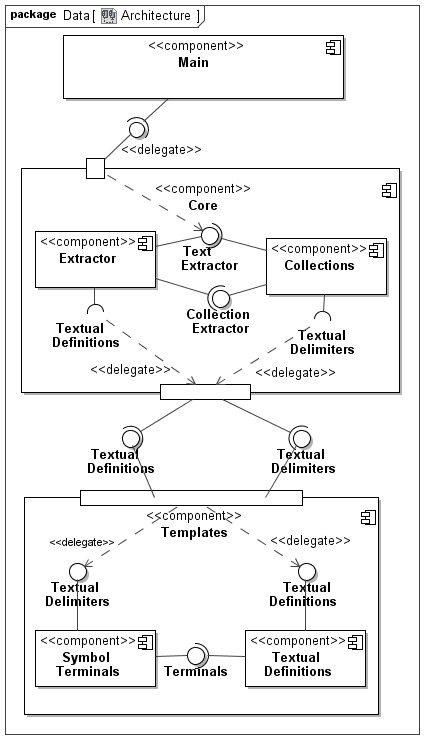 package Data [ Architecture ]
<<component>>
Main
<<delegate>>
<<component>>
Core
<<component>>
Extractor
Text
Extractor
<<component>>
Collections
Collection
Extractor
Textual
Definitions
Textual
Delimiters
<<delegate>>
<<delegate>>
Textual
Definitions
Textual
Delimiters
<<component>>
Templates
<<delegate>>
<<delegate>>
Textual
Delimiters
Textual
Definitions
<<component>>
Symbol
Terminals
Terminals
<<component>>
Textual
Definitions